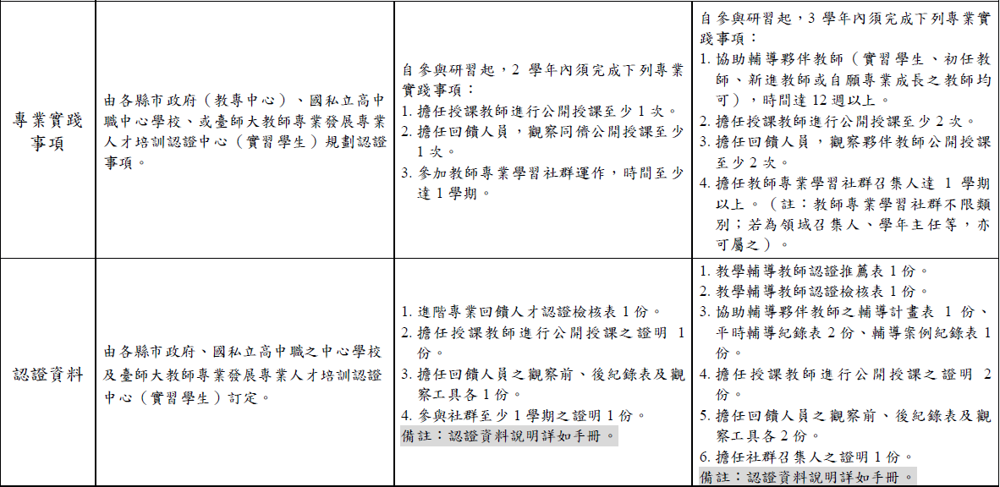 專業實踐
事項
由各縣市政府（教專中心）、國私立高中
職中心學校、或臺師大教師專業發展專業
人才培訓認證中心（實習學生）規劃認證
事項。
自參與研習起，2 學年內須完成下列專業
實踐事項：
1. 擔任授課教師進行公開授課至少 1 次。
2. 擔任回饋人員，觀察同儕公開授課至少
1 次。
3. 參加教師專業學習社群運作，時間至少
達 1 學期。
自參與研習起，3 學年內須完成下列專業實
踐事項：
1. 協助輔導夥伴教師（實習學生、初任教
師、新進教師或自願專業成長之教師均
可），時間達 12 週以上。
2. 擔任授課教師進行公開授課至少 2 次。
3. 擔任回饋人員，觀察夥伴教師公開授課
至少 2 次。
4. 擔任教師專業學習社群召集人達 1 學期
以上。（註：教師專業學習社群不限類
別；若為領域召集人、學年主任等，亦
可屬之）。
認證資料
由各縣市政府、國私立高中職之中心學校
及臺師大教師專業發展專業人才培訓認證
中心（實習學生）訂定。
1. 進階專業回饋人才認證檢核表 1 份。
2. 擔任授課教師進行公開授課之證明 1
份。
3. 擔任回饋人員之觀察前、後紀錄表及觀
察工具各 1 份。
4. 參與社群至少 1 學期之證明 1 份。
備註：認證資料說明詳如手冊。
1. 教學輔導教師認證推薦表 1 份。
2. 教學輔導教師認證檢核表 1 份。
3. 協助輔導夥伴教師之輔導計畫表 1 份、
平時輔導紀錄表 2 份、輔導案例紀錄表 1
份。
4. 擔任授課教師進行公開授課之證明 2
份。
5. 擔任回饋人員之觀察前、後紀錄表及觀
察工具各 2 份。
6. 擔任社群召集人之證明 1 份。
備註：認證資料說明詳如手冊。